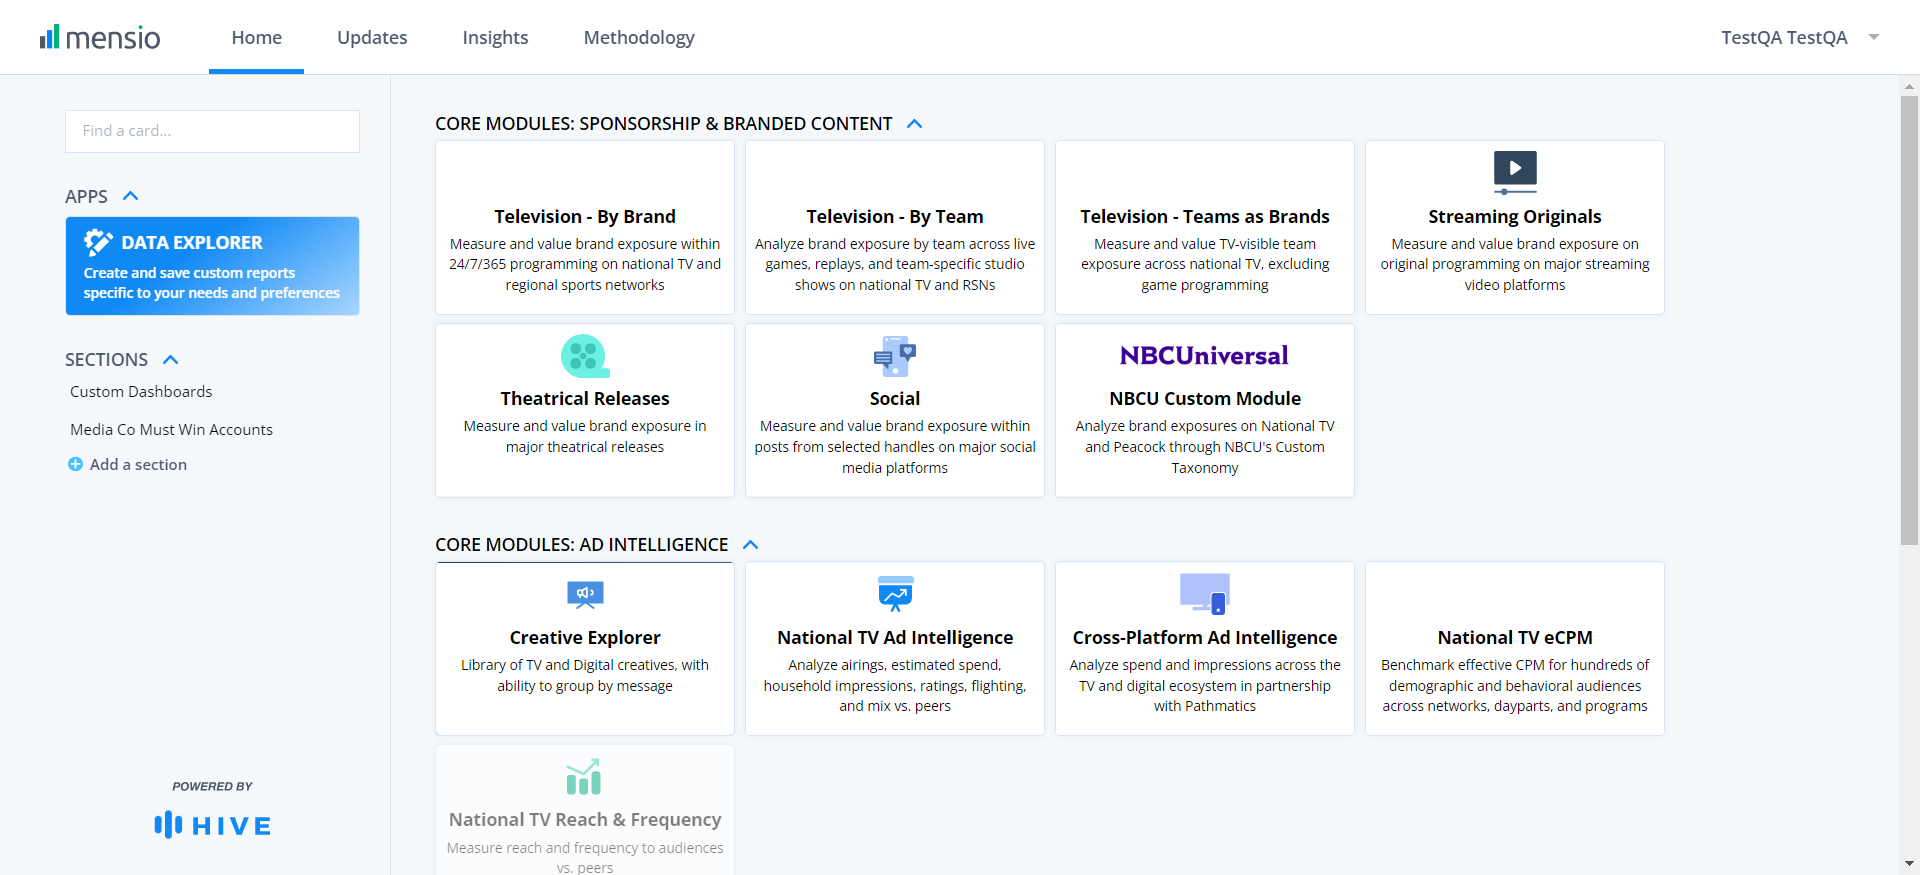 mensio
Home
Updates
Insights
Methodology
TestQA TestQA
Find a card...
APPS
DATA EXPLORER
Create and save custom reports
specific to your needs and preferences
SECTIONS
Custom Dashboards
Media Co Must Win Accounts
Add a section
POWERED BY
HIVE
CORE MODULES: SPONSORSHIP & BRANDED CONTENT
Television - By Brand
Measure and value brand exposure within
24/7/365 programming on national TV and
regional sports networks
Television - By Team
Analyze brand exposure by team across live
games, replays, and team-specific studio
shows on national TV and RSNs
Television - Teams as Brands
Measure and value TV-visible team
exposure across national TV, excluding
game programming
Streaming Originals
Measure and value brand exposure on
original programming on major streaming
video platforms
Theatrical Releases
Measure and value brand exposure in
major theatrical releases
Social
Measure and value brand exposure within
posts from selected handles on major social
media platforms
NBCUniversal
NBCU Custom Module
Analyze brand exposures on National TV
and Peacock through NBCU's Custom
Taxonomy
CORE MODULES: AD INTELLIGENCE
Creative Explorer
Library of TV and Digital creatives, with
ability to group by message
National TV Ad Intelligence
Analyze airings, estimated spend,
household impressions, ratings, flighting,
and mix vs. peers
Cross-Platform Ad Intelligence
Analyze spend and impressions across the
TV and digital ecosystem in partnership
with Pathmatics
National TV eCPM
Benchmark effective CPM for hundreds of
demographic and behavioral audiences
across networks, dayparts, and programs
National TV Reach & Frequency
Measure reach and frequency to audiences
vs. peers